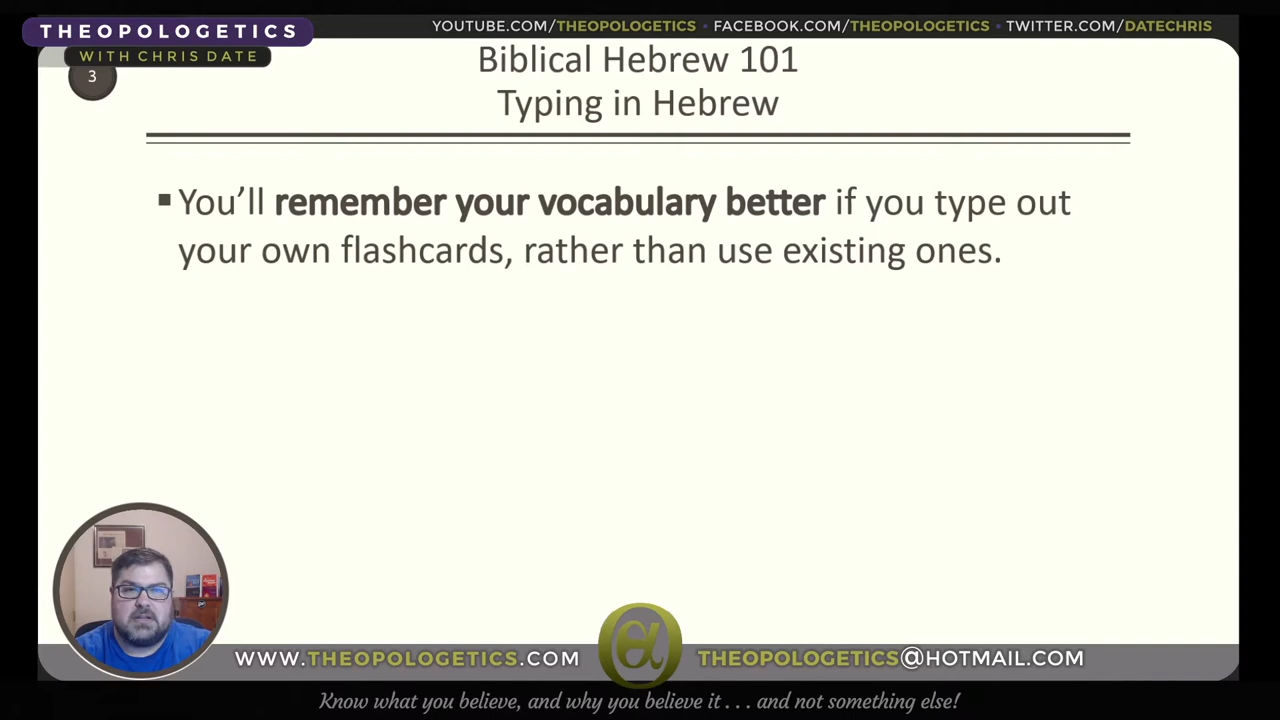 THEOPOLOGETICS
WITH CHRIS DATE
YOUTUBE.COM/THEOPOLOGETICS • FACEBOOK.COM/THEOPOLOGETICS • TWITTER.COM/DATECHRIS
3
Biblical Hebrew 101
Typing in Hebrew
▪ You’ll remember your vocabulary better if you type out
your own flashcards, rather than use existing ones.
WWW.THEOPOLOGETICS.COM
THEOPOLOGETICS@HOTMAIL.COM
Know what you believe, and why you believe it . . . and not something else!